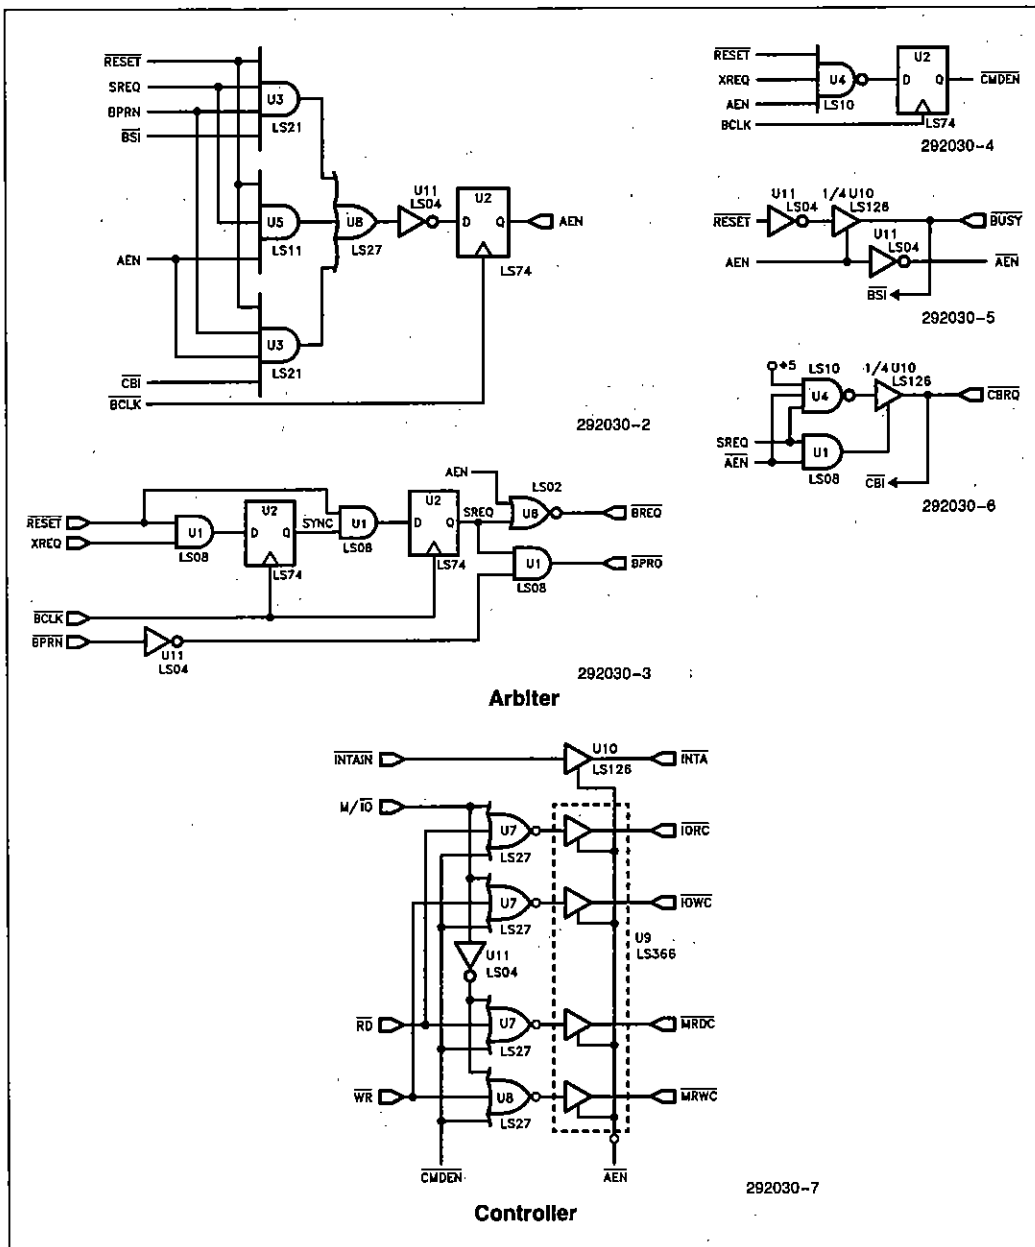 RESET
SREQ
BPRN
BSI
U3
LS21
U5
LS11
AEN
U3
LS21
CBI
BCLK
U8
LS27
U11
LS04
U2
D Q
LS74
AEN
292030-2
RESET
XREQ
AEN
BCLK
U4
LS10
U2
D Q
LS74
CMDEN
292030-4
RESET
U11
LS04
1/4 U10
LS126
BUSY
AEN
U11
LS04
AEN
BSI
292030-5
+5
LS10
U4
1/4 U10
LS126
CBRQ
SREQ
AEN
U1
LS08
CBI
292030-6
RESET
XREQ
U1
LS08
U2
D Q
LS74
SYNC
U1
LS08
U2
D Q
LS74
AEN
SREQ
LS02
U6
BREQ
U1
LS08
BPRO
BCLK
BPRN
U11
LS04
292030-3
Arbiter
INTAIN
U10
LS126
INTA
M/IO
U7
LS27
IORC
U7
LS27
IOWC
U11
LS04
U9
LS366
RD
U7
LS27
MRDC
WR
U8
LS27
MRWC
CMDEN
AEN
292030-7
Controller